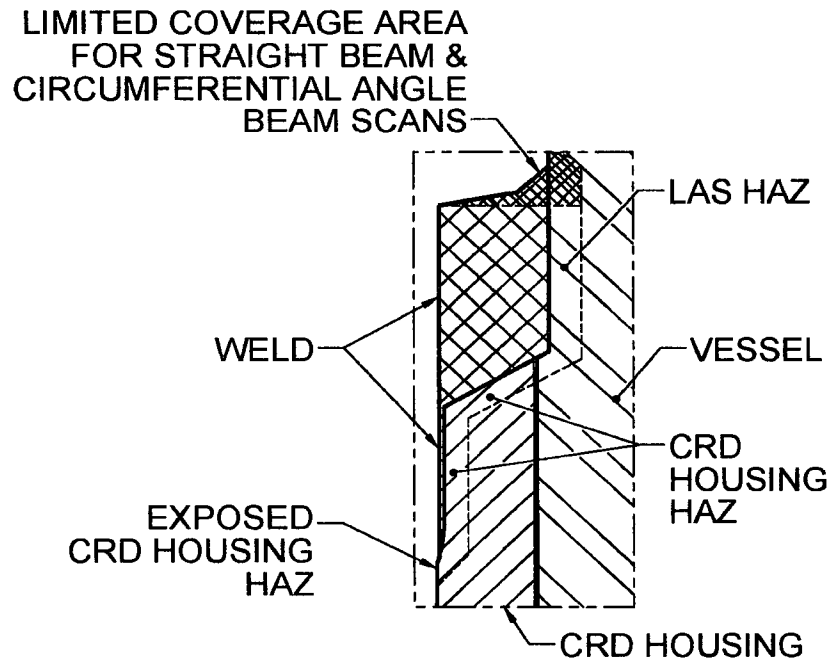 LIMITED COVERAGE AREA
FOR STRAIGHT BEAM &
CIRCUMFERENTIAL ANGLE
BEAM SCANS
LAS HAZ
WELD
VESSEL
CRD
HOUSING
HAZ
EXPOSED
CRD HOUSING
HAZ
CRD HOUSING